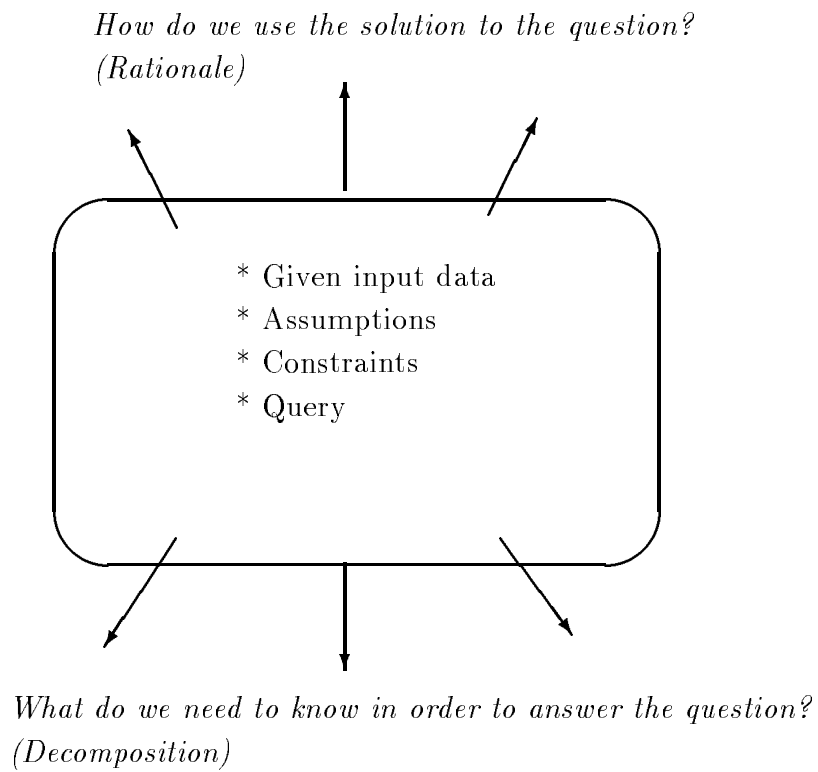 How do we use the solution to the question?
(Rationale)
* Given input data
* Assumptions
* Constraints
* Query
What do we need to know in order to answer the question?
(Decomposition)